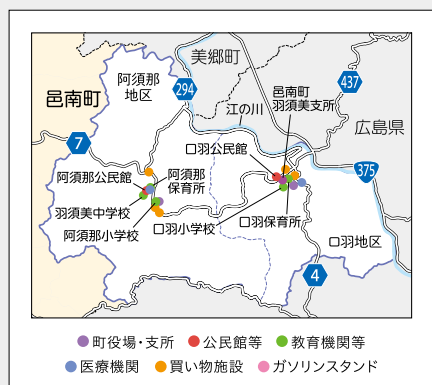 美郷町
阿須那
地区
294
437
邑南町
邑南町
羽須美支所
江の川
広島県
7
口羽公民館
375
阿須那公民館
阿須那
保育所
羽須美中学校
阿須那小学校
口羽小学校
口羽保育所
口羽地区
4
町役場・支所
公民館等
教育機関等
医療機関
買い物施設
ガソリンスタンド